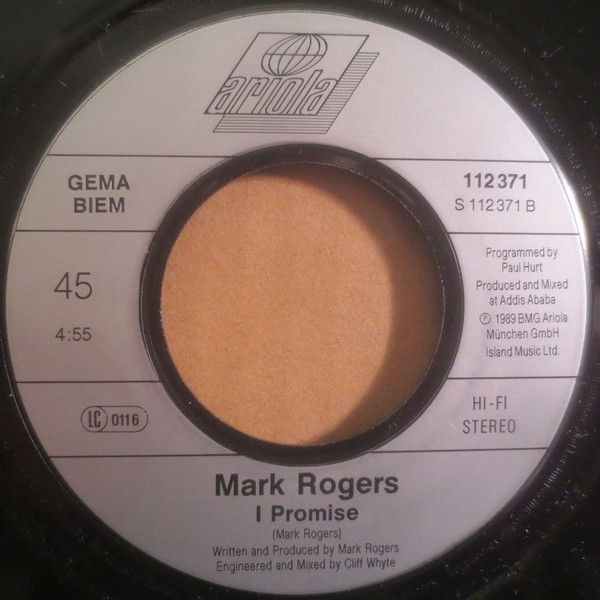 ariola
GEMA
BIEM
112 371
S 112 371 B
45
4:55
Programmed by
Paul Hurt
Produced and Mixed
at Addis Ababa
℗ 1989 BMG Ariola
München GmbH
Island Music Ltd.
LC 0116
HI-FI
STEREO
Mark Rogers
I Promise
(Mark Rogers)
Written and Produced by Mark Rogers
Engineered and Mixed by Cliff Whyte